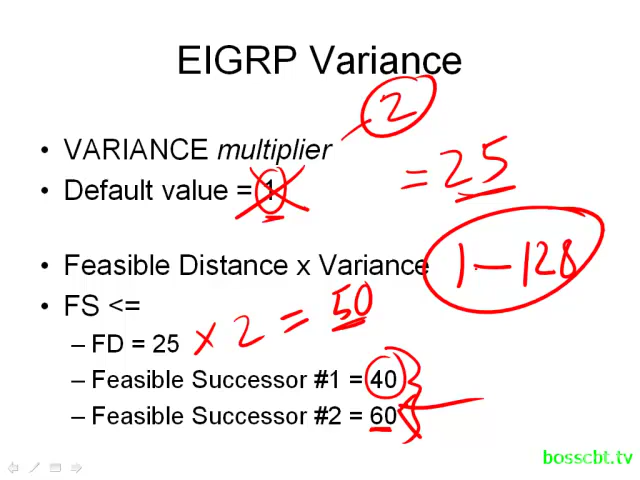 EIGRP Variance
2
• VARIANCE multiplier
= 25
• Default value = 1
• Feasible Distance x Variance
1 - 128
• FS <=
– FD = 25 x 2 = 50
– Feasible Successor #1 = 40
– Feasible Successor #2 = 60
bosscbt.tv